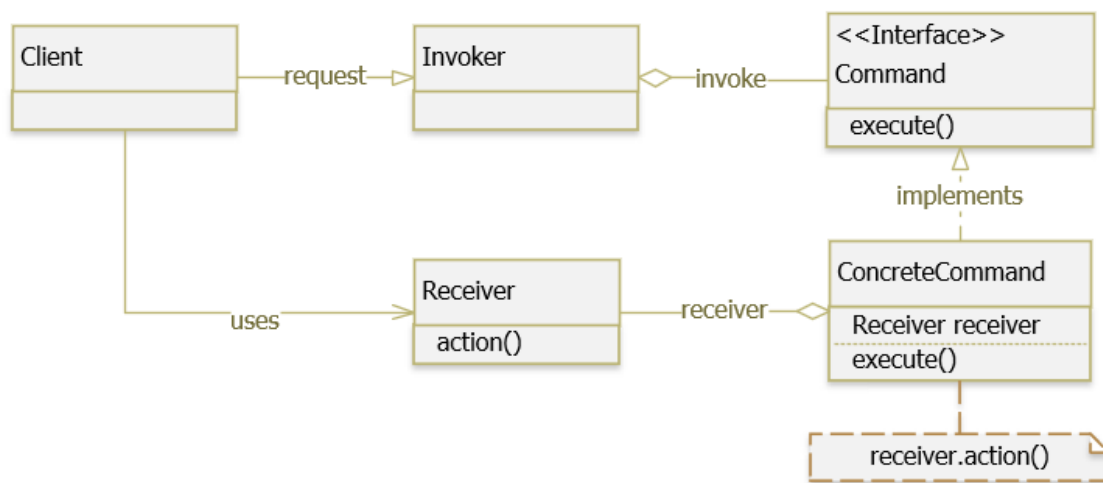 Client
request
Invoker
invoke
<<Interface>>
Command
execute()
implements
uses
Receiver
action()
receiver
ConcreteCommand
Receiver receiver
execute()
receiver.action()